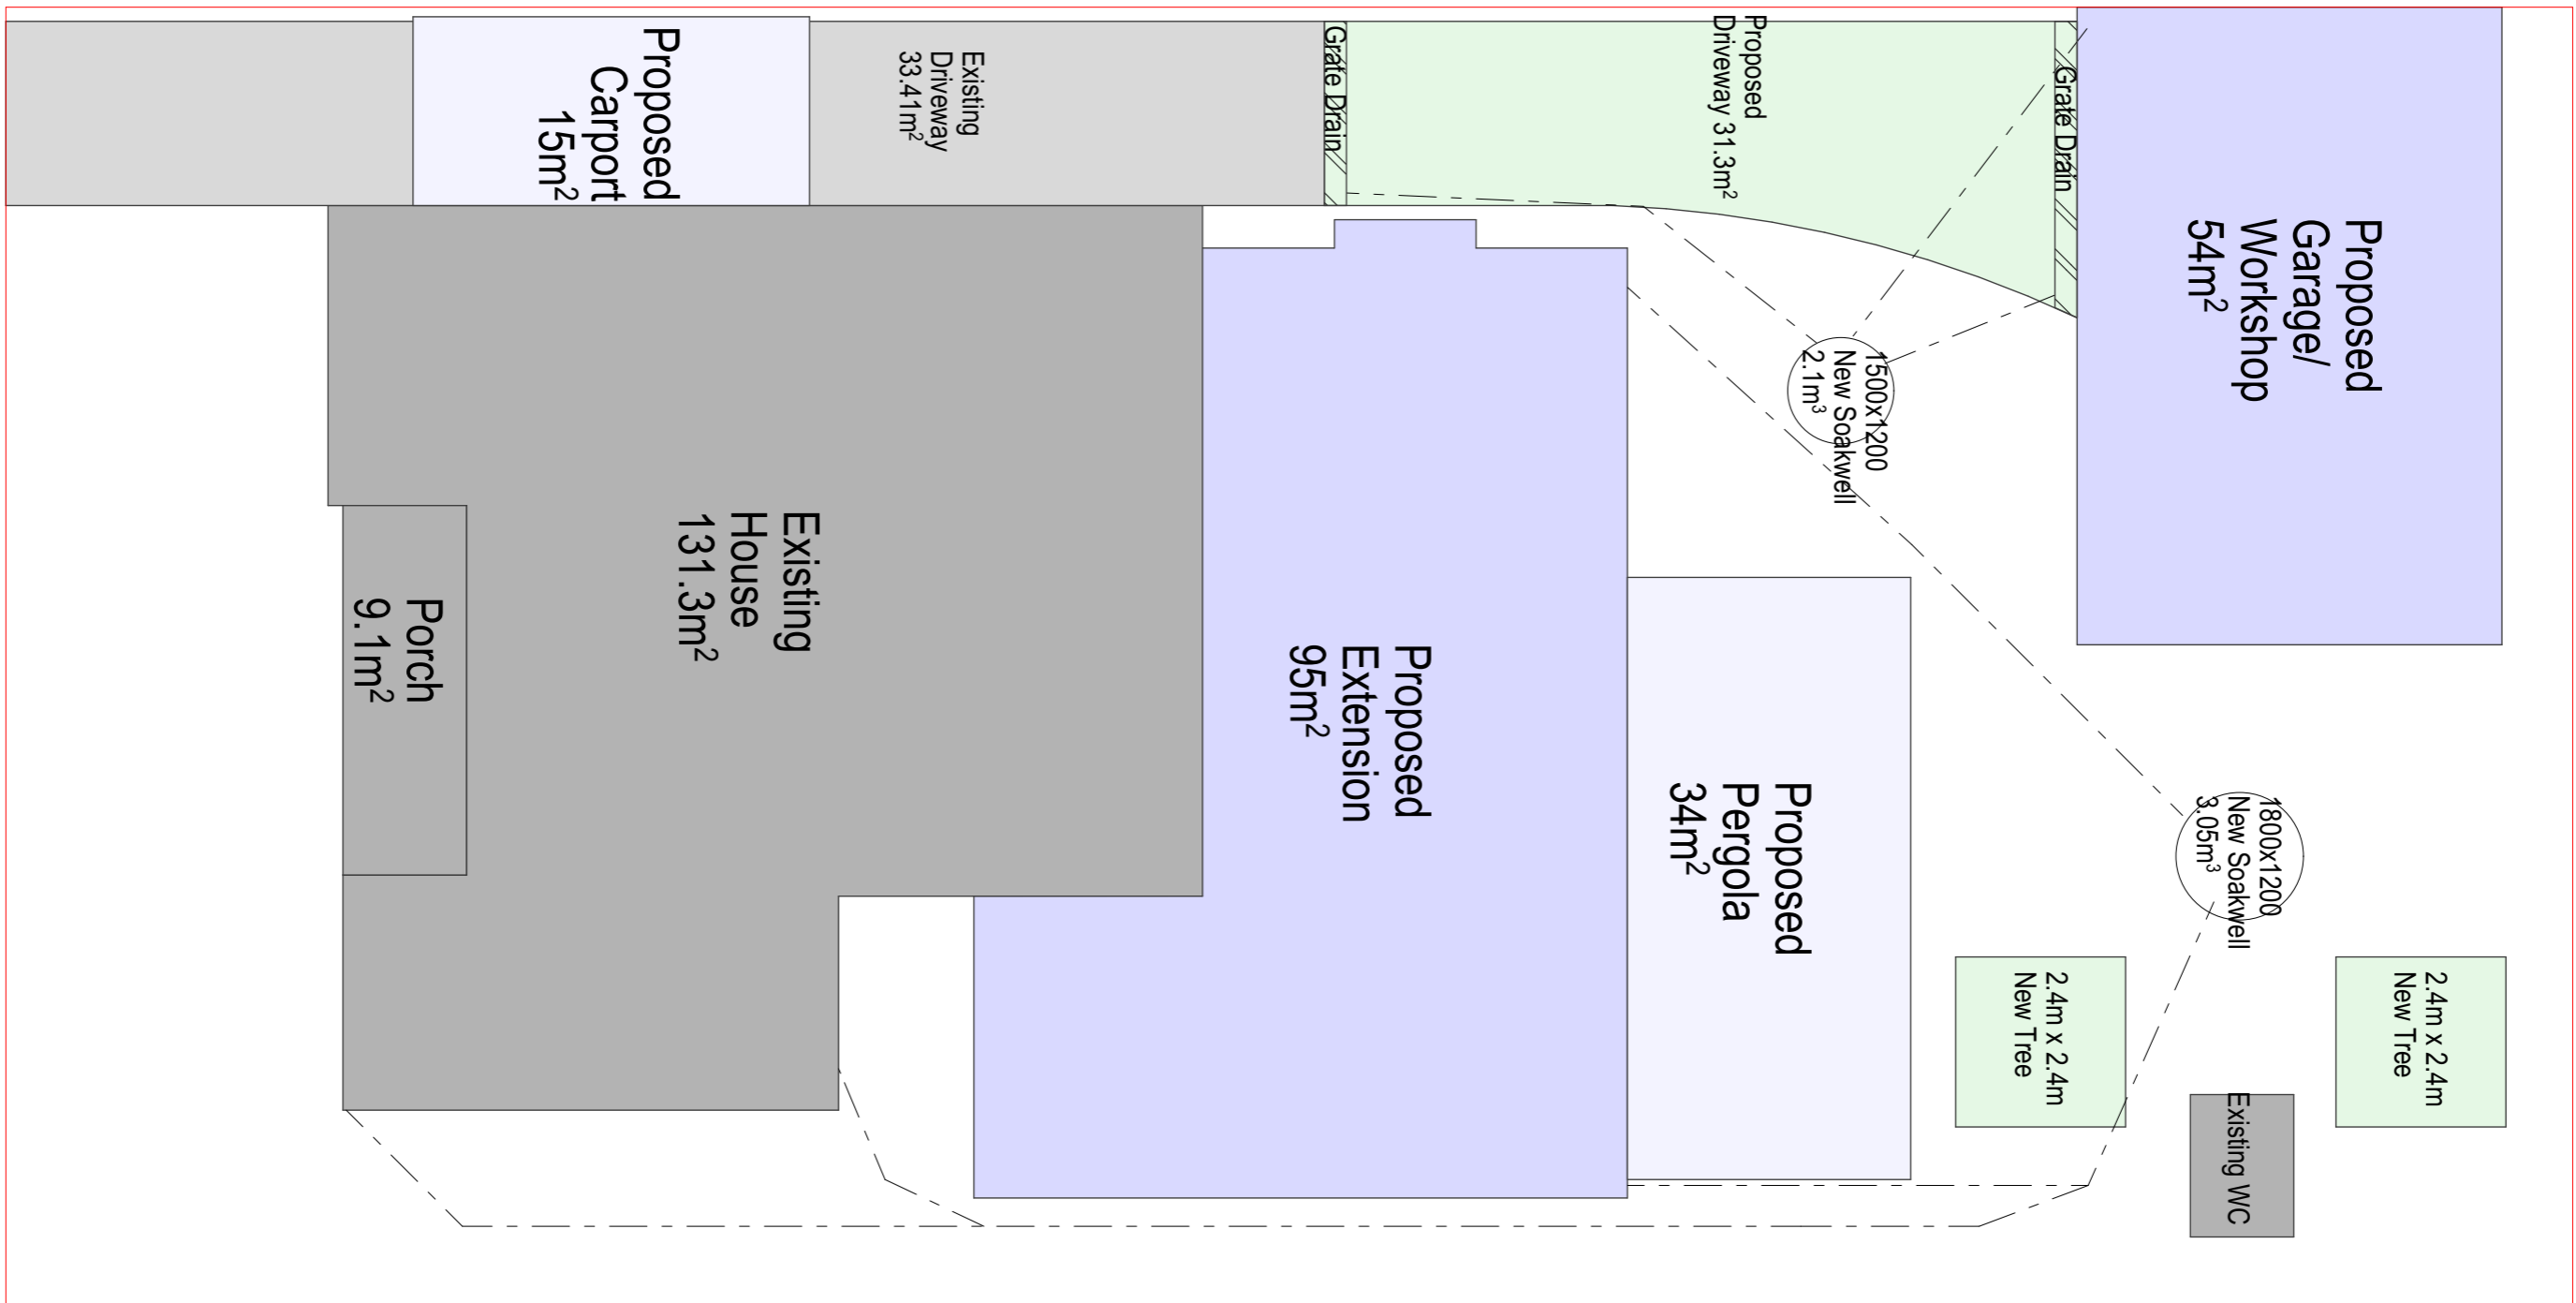 Proposed
Carport
15m²
Existing
Driveway
33.41m²
Grate Drain
Proposed
Driveway 31.3m²
Grate Drain
Proposed
Garage/
Workshop
54m²
1500x1200
New Soakwell
2.1m³
Existing
House
131.3m²
Porch
9.1m²
Proposed
Extension
95m²
Proposed
Pergola
34m²
1800x1200
New Soakwell
3.05m³
2.4m x 2.4m
New Tree
2.4m x 2.4m
New Tree
Existing WC